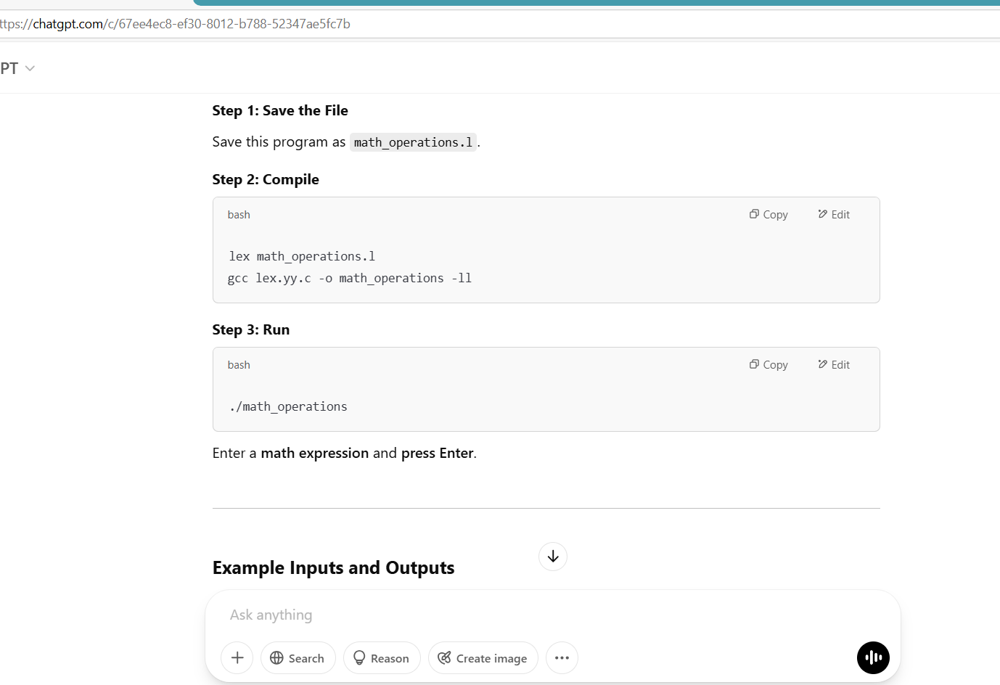 ttps://chatgpt.com/c/67ee4ec8-ef30-8012-b788-52347ae5fc7b
PT
Step 1: Save the File
Save this program as math_operations.l.
Step 2: Compile
bash Copy Edit
lex math_operations.l
gcc lex.yy.c -o math_operations -ll
Step 3: Run
bash Copy Edit
./math_operations
Enter a math expression and press Enter.
Example Inputs and Outputs
Ask anything
Search Reason Create image